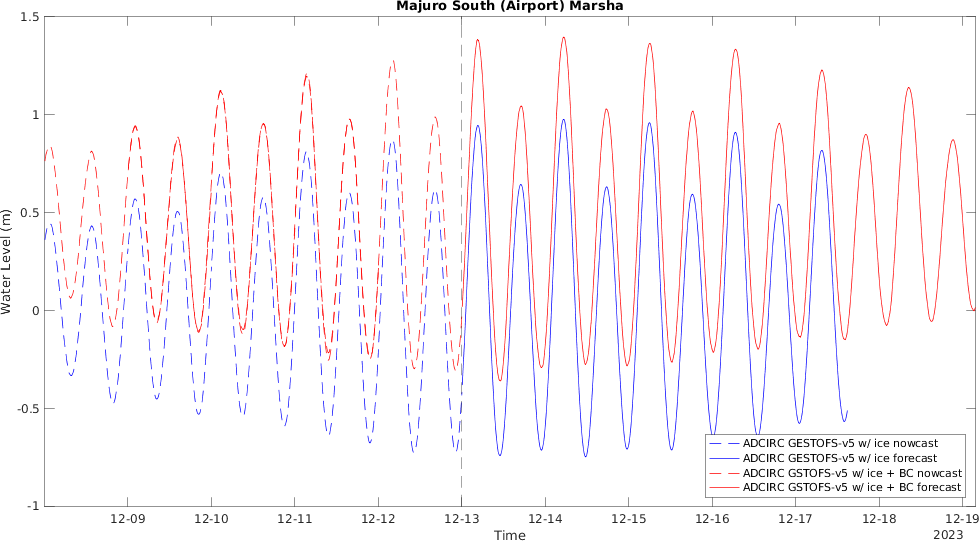 Majuro South (Airport) Marsha
Water Level (m)
1.5
1
0.5
0
-0.5
-1
ADCIRC GESTOFS-v5 w/ ice nowcast
ADCIRC GESTOFS-v5 w/ ice forecast
ADCIRC GSTOFS-v5 w/ ice + BC nowcast
ADCIRC GSTOFS-v5 w/ ice + BC forecast
12-09 12-10 12-11 12-12 12-13 12-14 12-15 12-16 12-17 12-18 12-19
Time
2023